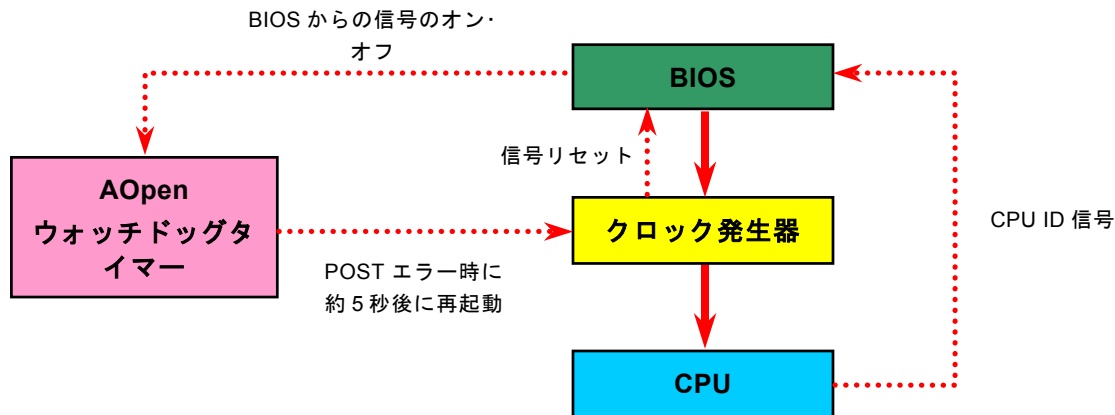 BIOS からの信号のオン･
オフ
BIOS
信号リセット
AOpen
ウォッチドッグタ
イマー
クロック発生器
CPU ID 信号
POST エラー時に
約 5 秒後に再起動
CPU